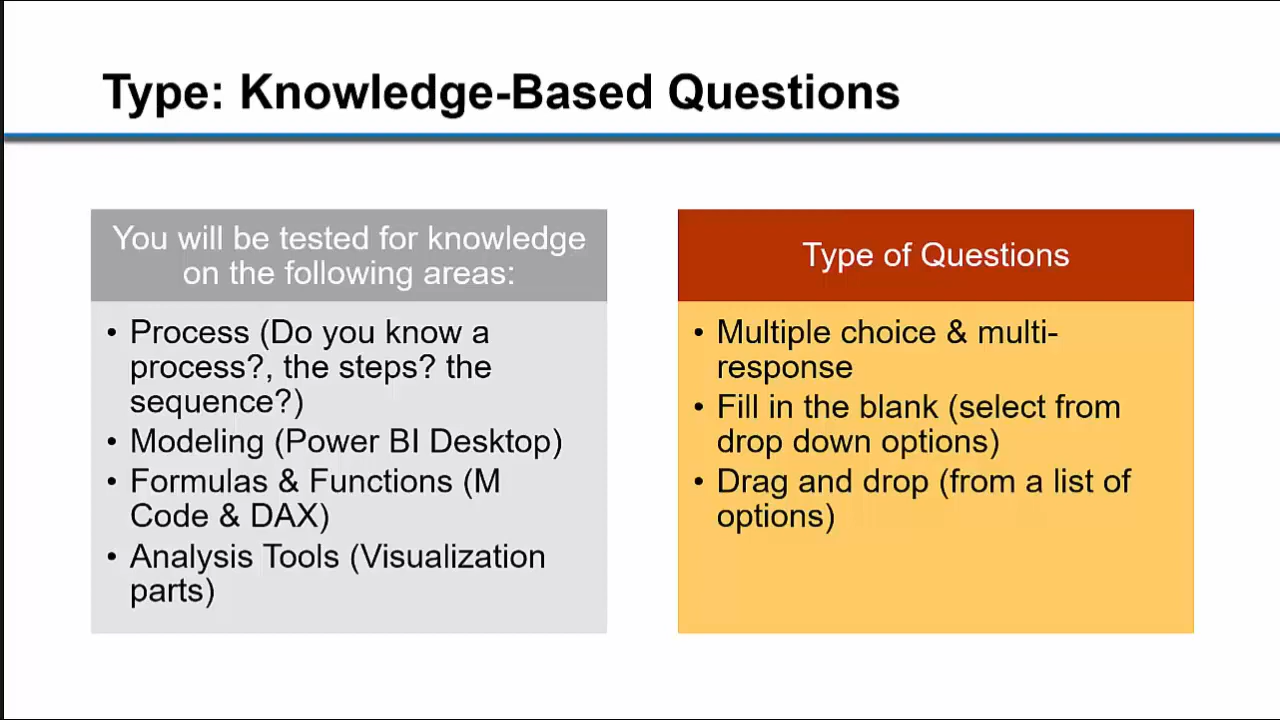 Type: Knowledge-Based Questions
You will be tested for knowledge
on the following areas:
• Process (Do you know a
process?, the steps? the
sequence?)
• Modeling (Power BI Desktop)
• Formulas & Functions (M
Code & DAX)
• Analysis Tools (Visualization
parts)
Type of Questions
• Multiple choice & multi-
response
• Fill in the blank (select from
drop down options)
• Drag and drop (from a list of
options)